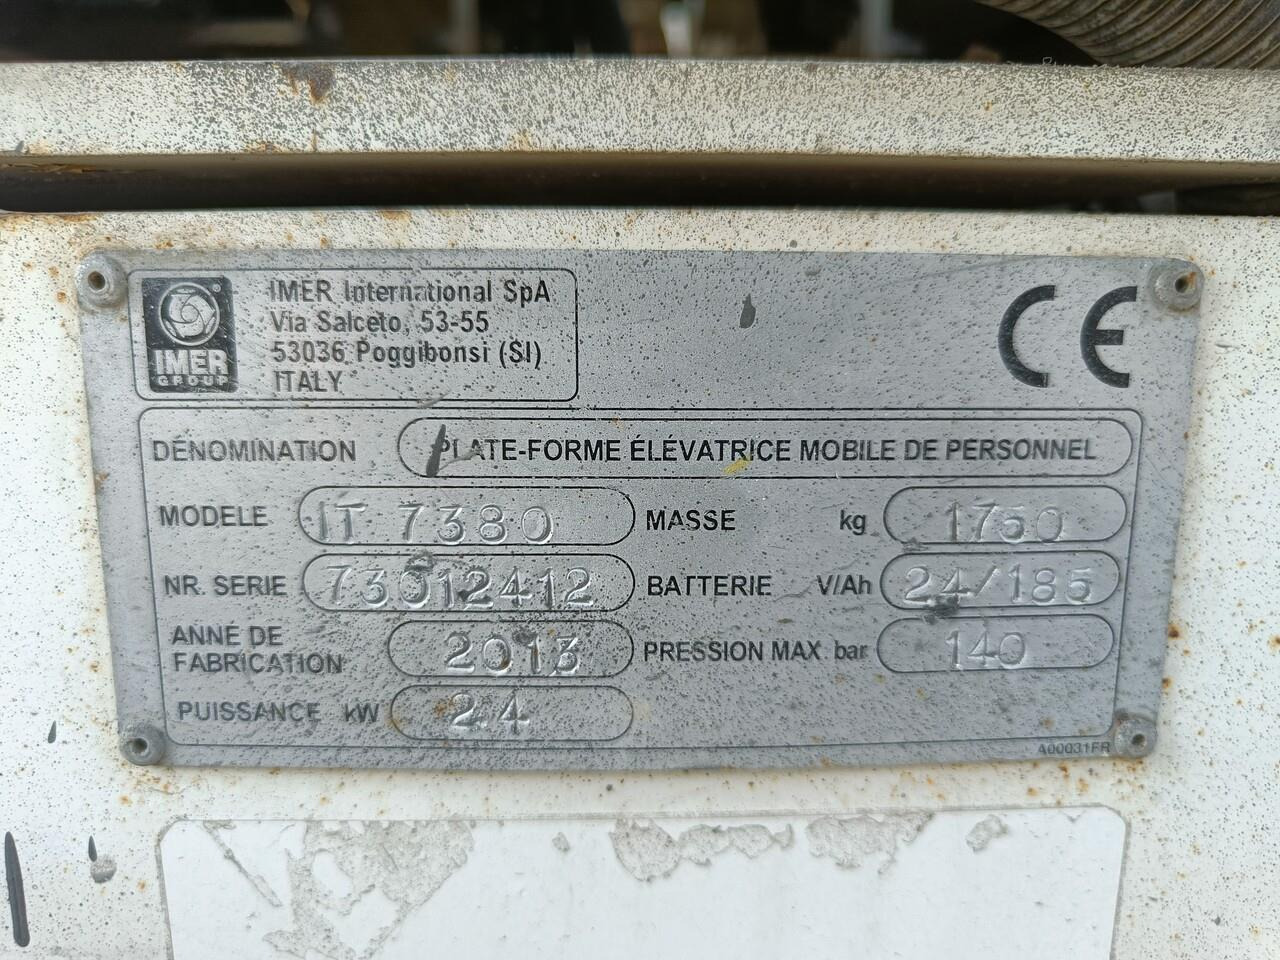 IMER International SpA
Via Salceto, 53-55
53036 Poggibonsi (SI)
ITALY
IMER
GROUP
CE
DÉNOMINATION PLATE-FORME ÉLÉVATRICE MOBILE DE PERSONNEL
MODELE IT 7380 MASSE kg 1750
NR. SERIE 73012412 BATTERIE V/Ah 24/185
ANNÉ DE
FABRICATION 2013 PRESSION MAX bar 140
PUISSANCE kW 2.4
A00031FR